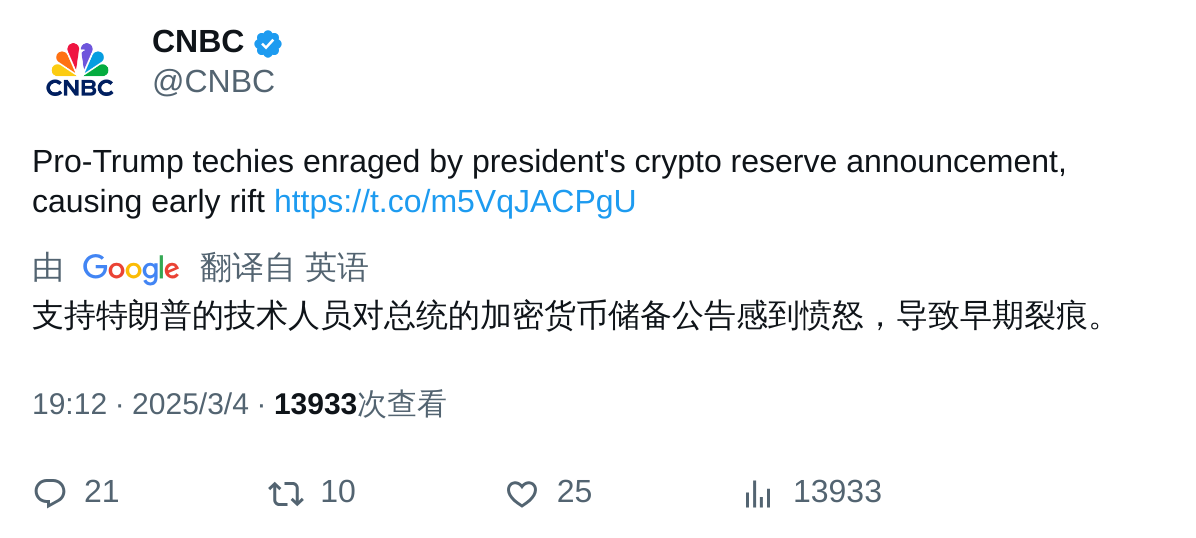 CNBC
CNBC
@CNBC
Pro-Trump techies enraged by president's crypto reserve announcement,
causing early rift https://t.co/m5VqJACPgU
由 Google 翻译自 英语
支持特朗普的技术人员对总统的加密货币储备公告感到愤怒，导致早期裂痕。
19:12 · 2025/3/4 · 13933次查看
21 10 25 13933